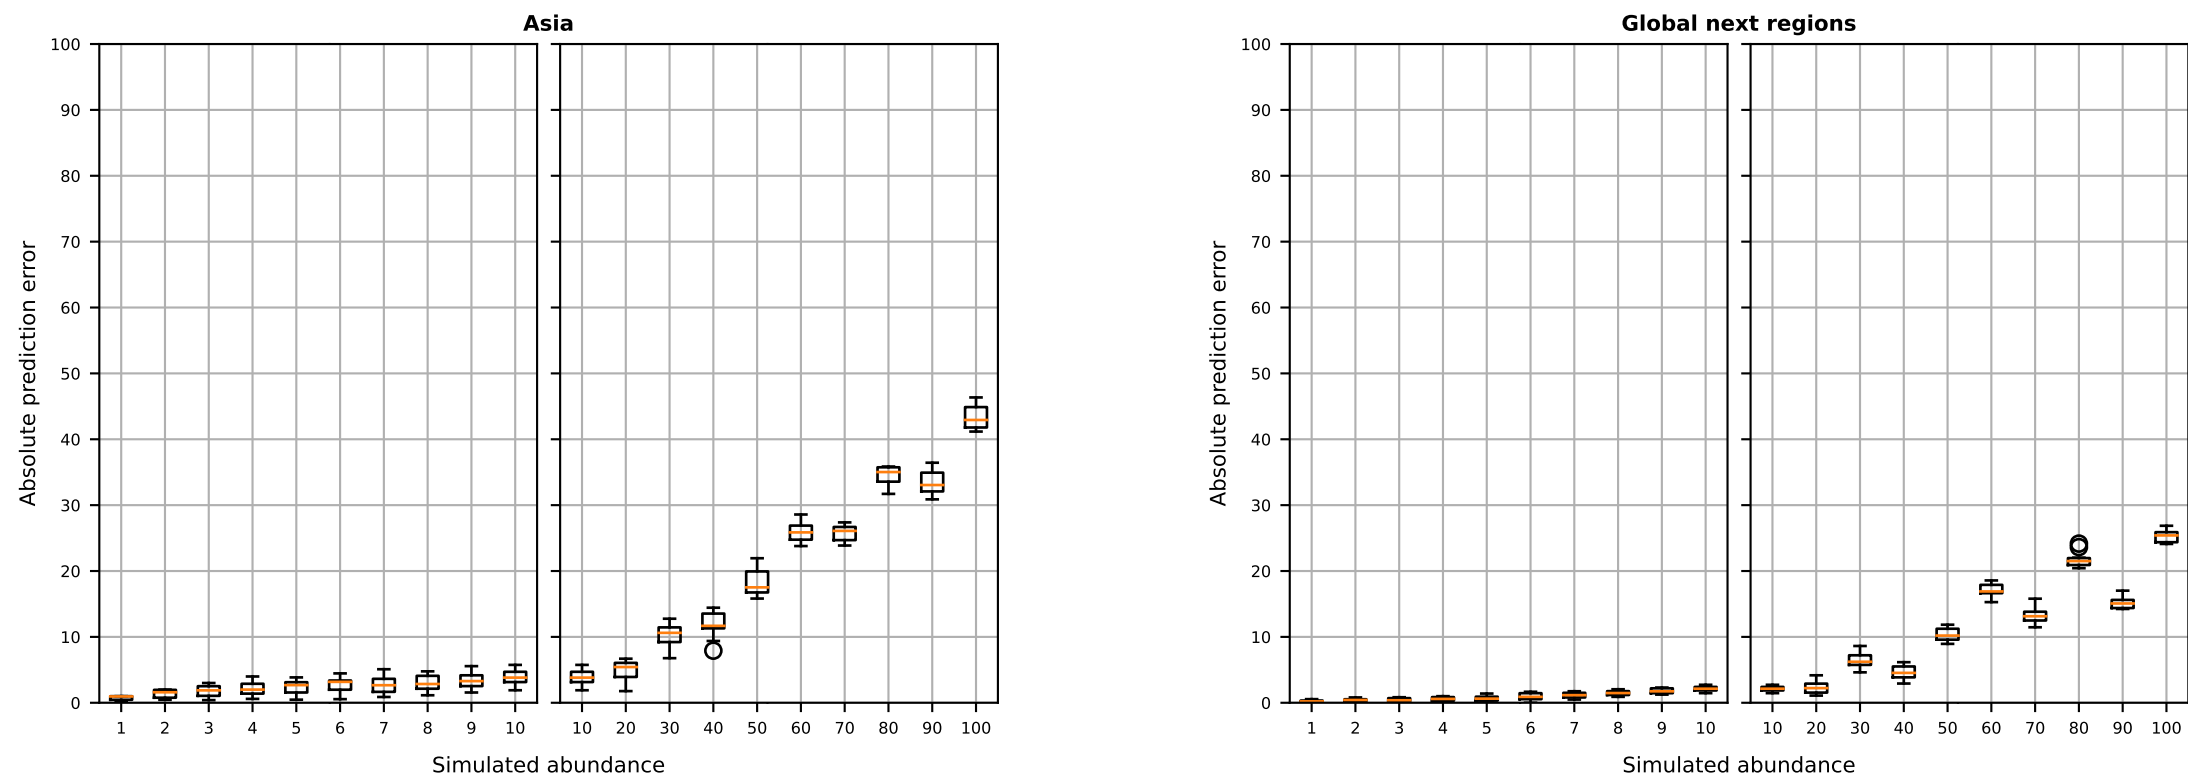 Asia
Absolute prediction error
100
90
80
70
60
50
40
30
20
10
0
1 2 3 4 5 6 7 8 9 10
10 20 30 40 50 60 70 80 90 100
Simulated abundance
Global next regions
Absolute prediction error
100
90
80
70
60
50
40
30
20
10
0
1 2 3 4 5 6 7 8 9 10
10 20 30 40 50 60 70 80 90 100
Simulated abundance